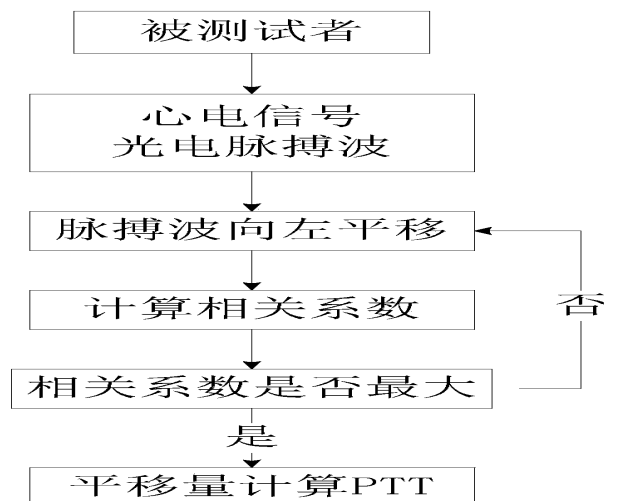 被测试者
心电信号
光电脉搏波
脉搏波向左平移
计算相关系数
否
相关系数是否最大
是
平移量计算PTT